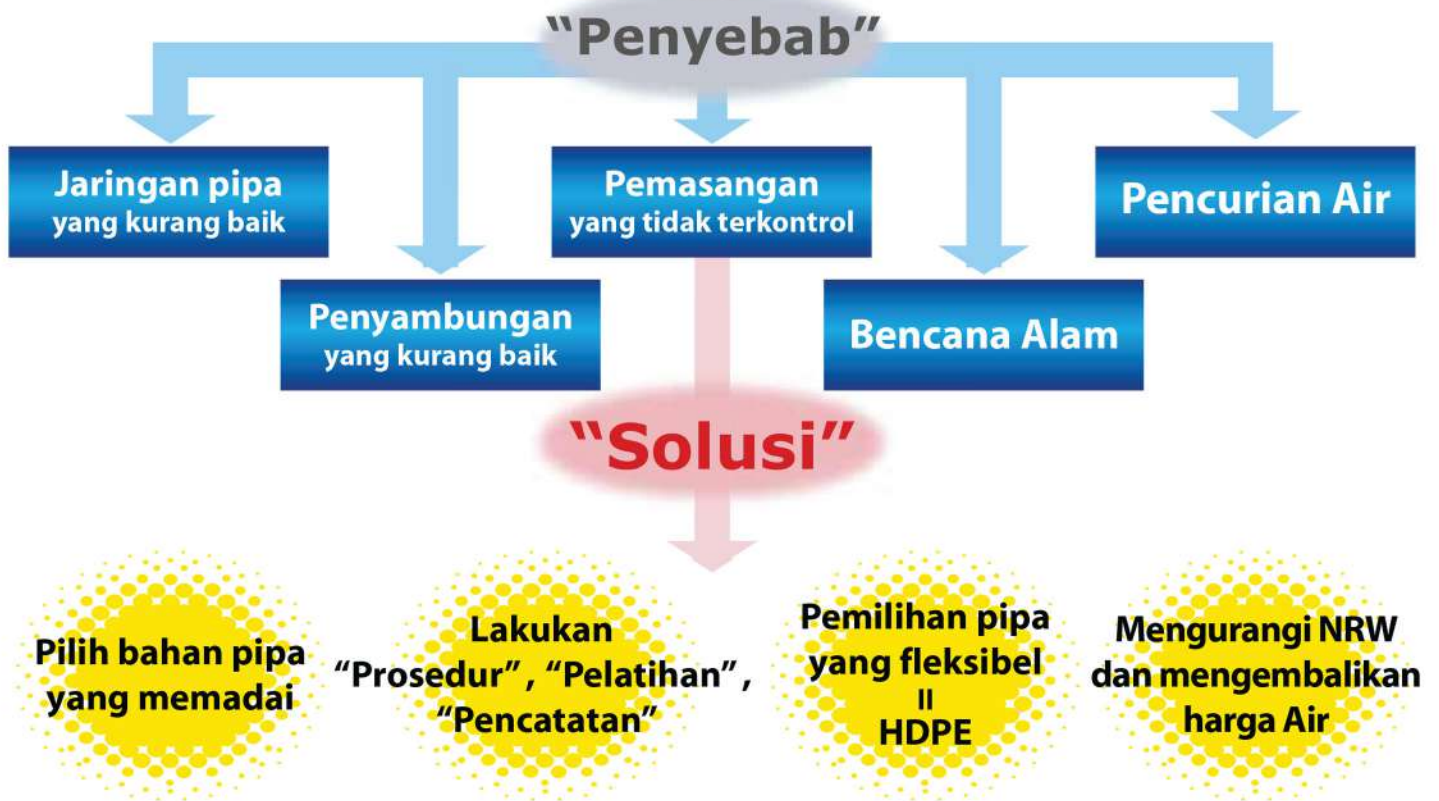 “Penyebab”
Jaringan pipa
yang kurang baik
Pemasangan
yang tidak terkontrol
Pencurian Air
Penyambungan
yang kurang baik
Bencana Alam
“Solusi”
Pilih bahan pipa
yang memadai
Lakukan
“Prosedur”, “Pelatihan”,
“Pencatatan”
Pemilihan pipa
yang fleksibel
=
HDPE
Mengurangi NRW
dan mengembalikan
harga Air